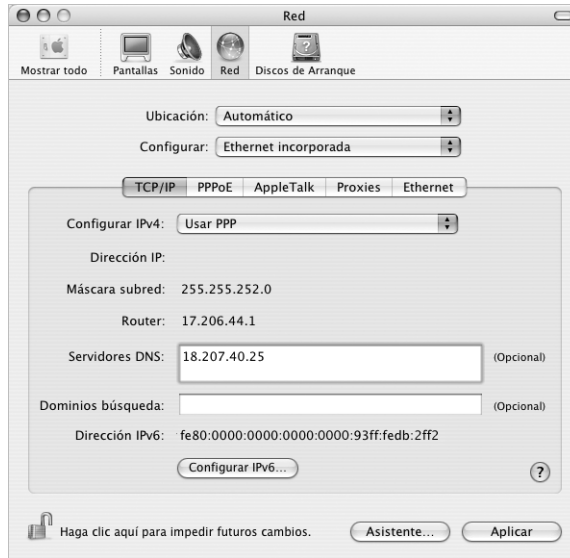 Red
Mostrar todo Pantallas Sonido Red Discos de Arranque
Ubicación: Automático
Configurar: Ethernet incorporada
TCP/IP PPPoE AppleTalk Proxies Ethernet
Configurar IPv4: Usar PPP
Dirección IP:
Máscara subred: 255.255.252.0
Router: 17.206.44.1
Servidores DNS: 18.207.40.25 (Opcional)
Dominios búsqueda: (Opcional)
Dirección IPv6: fe80:0000:0000:0000:0000:93ff:fedb:2ff2
Configurar IPv6... ?
Haga clic aquí para impedir futuros cambios. Asistente... Aplicar